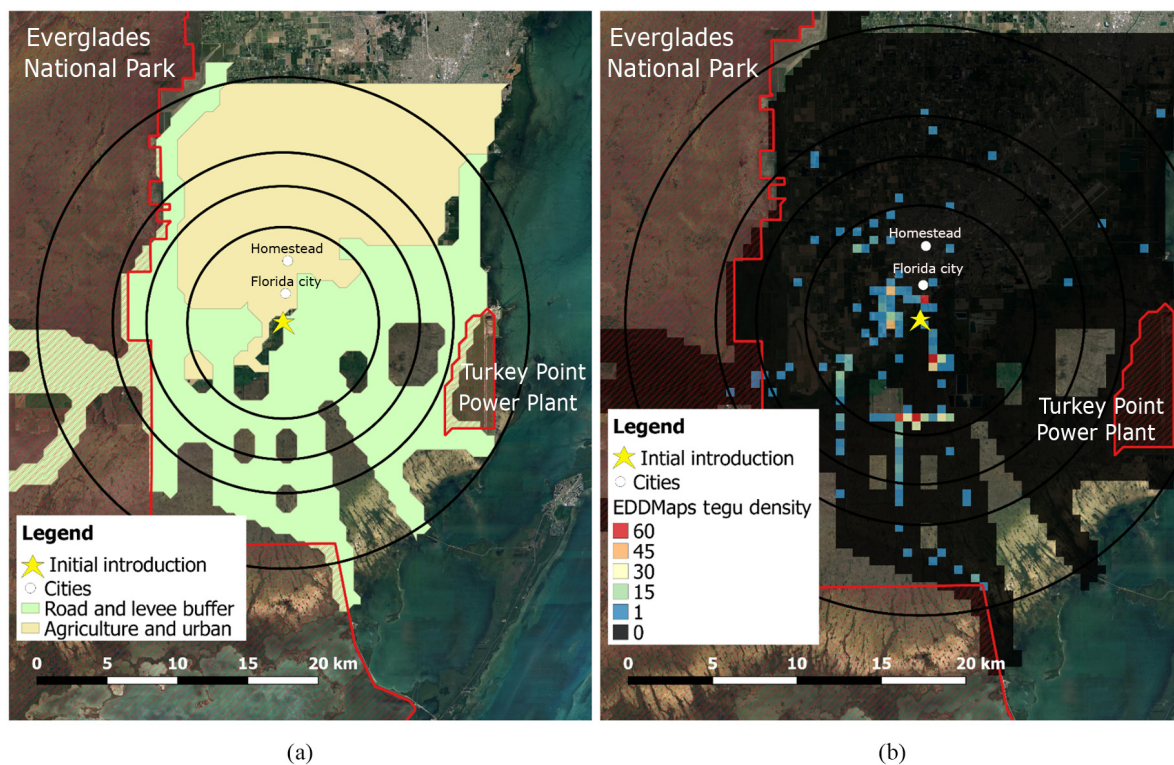 Everglades
National Park
Homestead
Florida city
Turkey Point
Power Plant
Legend
Initial introduction
Cities
Road and levee buffer
Agriculture and urban
0 5 10 15 20 km
(a)
Everglades
National Park
Homestead
Florida city
Turkey Point
Power Plant
Legend
Intial introduction
Cities
EDDMaps tegu density
60
45
30
15
1
0
0 5 10 15 20 km
(b)